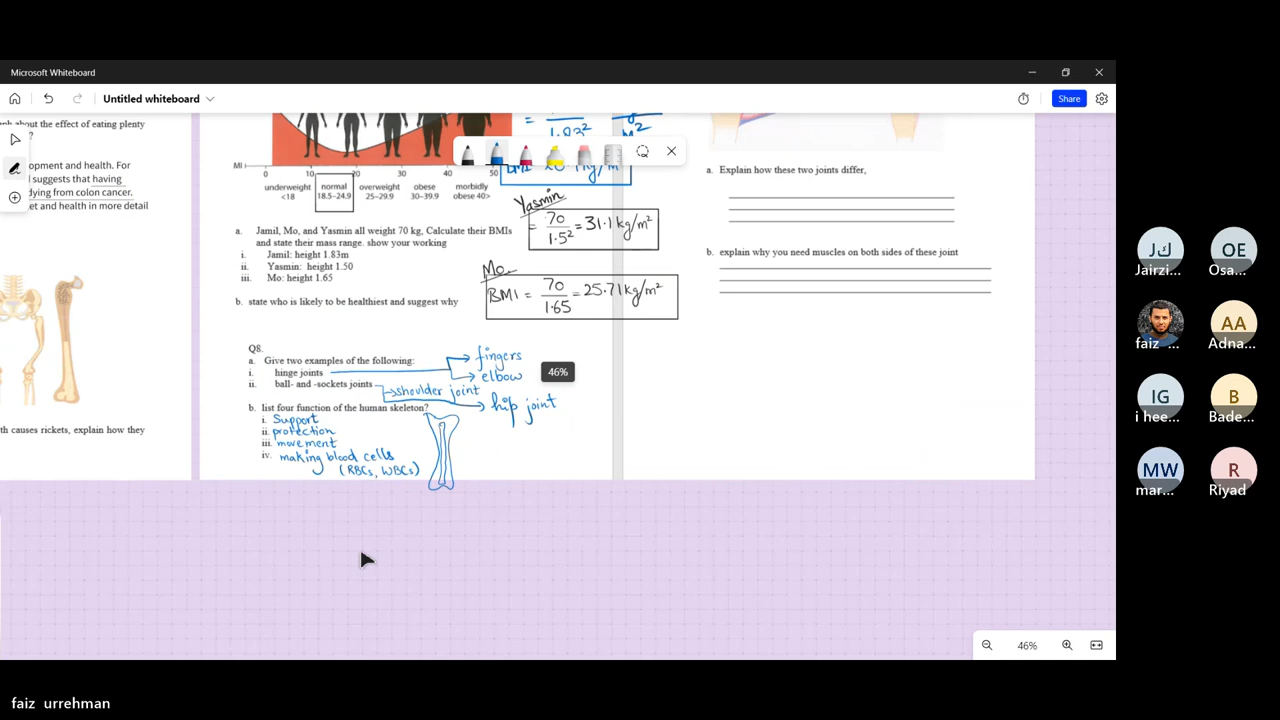 Microsoft Whiteboard
Untitled whiteboard
Share
about the effect of eating plenty
?
opment and health. For
suggests that having
dying from colon cancer.
et and health in more detail
th causes rickets, explain how they
MI
0 10 20 30 40 50
underweight normal overweight obese morbidly
<18 18.5-24.9 25-29.9 30-39.9 obese 40>
=
1.83²
m²
a. Jamil, Mo, and Yasmin all weight 70 kg, Calculate their BMIs
and state their mass range. show your working
i. Jamil: height 1.83m
ii. Yasmin: height 1.50
iii. Mo: height 1.65
b. state who is likely to be healthiest and suggest why
Yasmin
= 70 / 1.5² = 31.1 kg/m²
Mo
BMI = 70 / 1.65 = 25.71 kg/m²
Q8.
a. Give two examples of the following:
i. hinge joints
fingers
elbow
ii. ball- and -sockets joints
shoulder joint
hip joint
b. list four function of the human skeleton?
i. Support
ii. protection
iii. movement
iv. making blood cells
(RBCs, WBCs)
46%
a. Explain how these two joints differ,
b. explain why you need muscles on both sides of these joint
46%
كJ
Jairzi...
OE
Osa...
faiz ...
AA
Adna...
IG
i hee...
B
Bade...
MW
mar...
R
Riyad
faiz urrehman